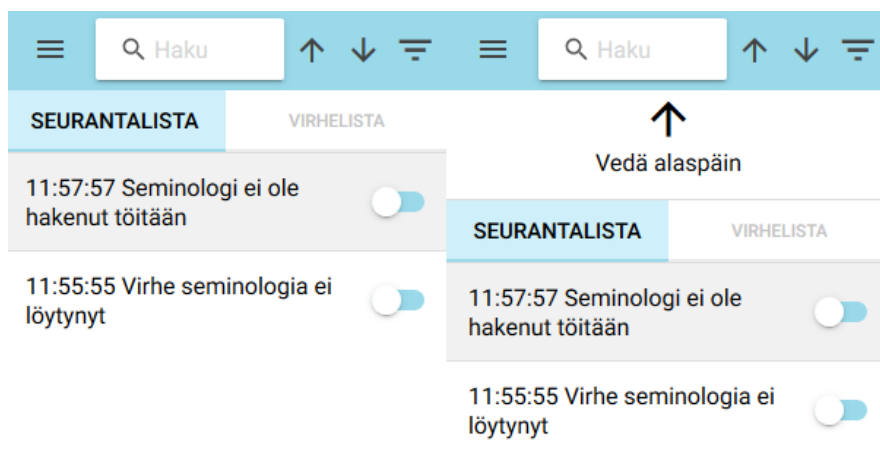 Haku
SEURANTALISTA VIRHELISTA
11:57:57 Seminologi ei ole
hakenut töitään
11:55:55 Virhe seminologia ei
löytynyt
Haku
Vedä alaspäin
SEURANTALISTA VIRHELISTA
11:57:57 Seminologi ei ole
hakenut töitään
11:55:55 Virhe seminologia ei
löytynyt